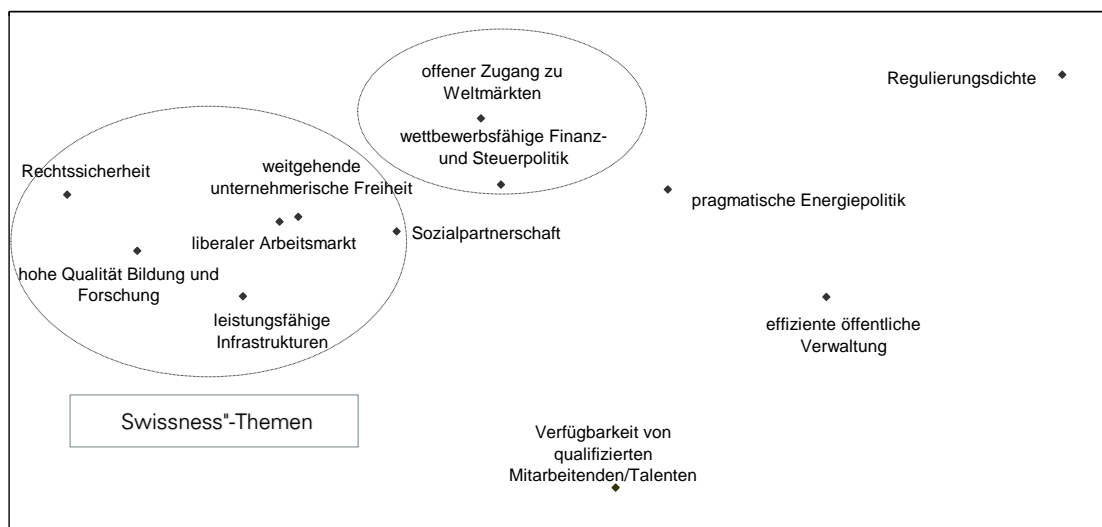 offener Zugang zu
Weltmärkten
Regulierungsdichte
wettbewerbsfähige Finanz-
und Steuerpolitik
Rechtssicherheit
weitgehende
unternehmerische Freiheit
pragmatische Energiepolitik
liberaler Arbeitsmarkt
Sozialpartnerschaft
hohe Qualität Bildung und
Forschung
leistungsfähige
Infrastrukturen
effiziente öffentliche
Verwaltung
Swissness"-Themen
Verfügbarkeit von
qualifizierten
Mitarbeitenden/Talenten